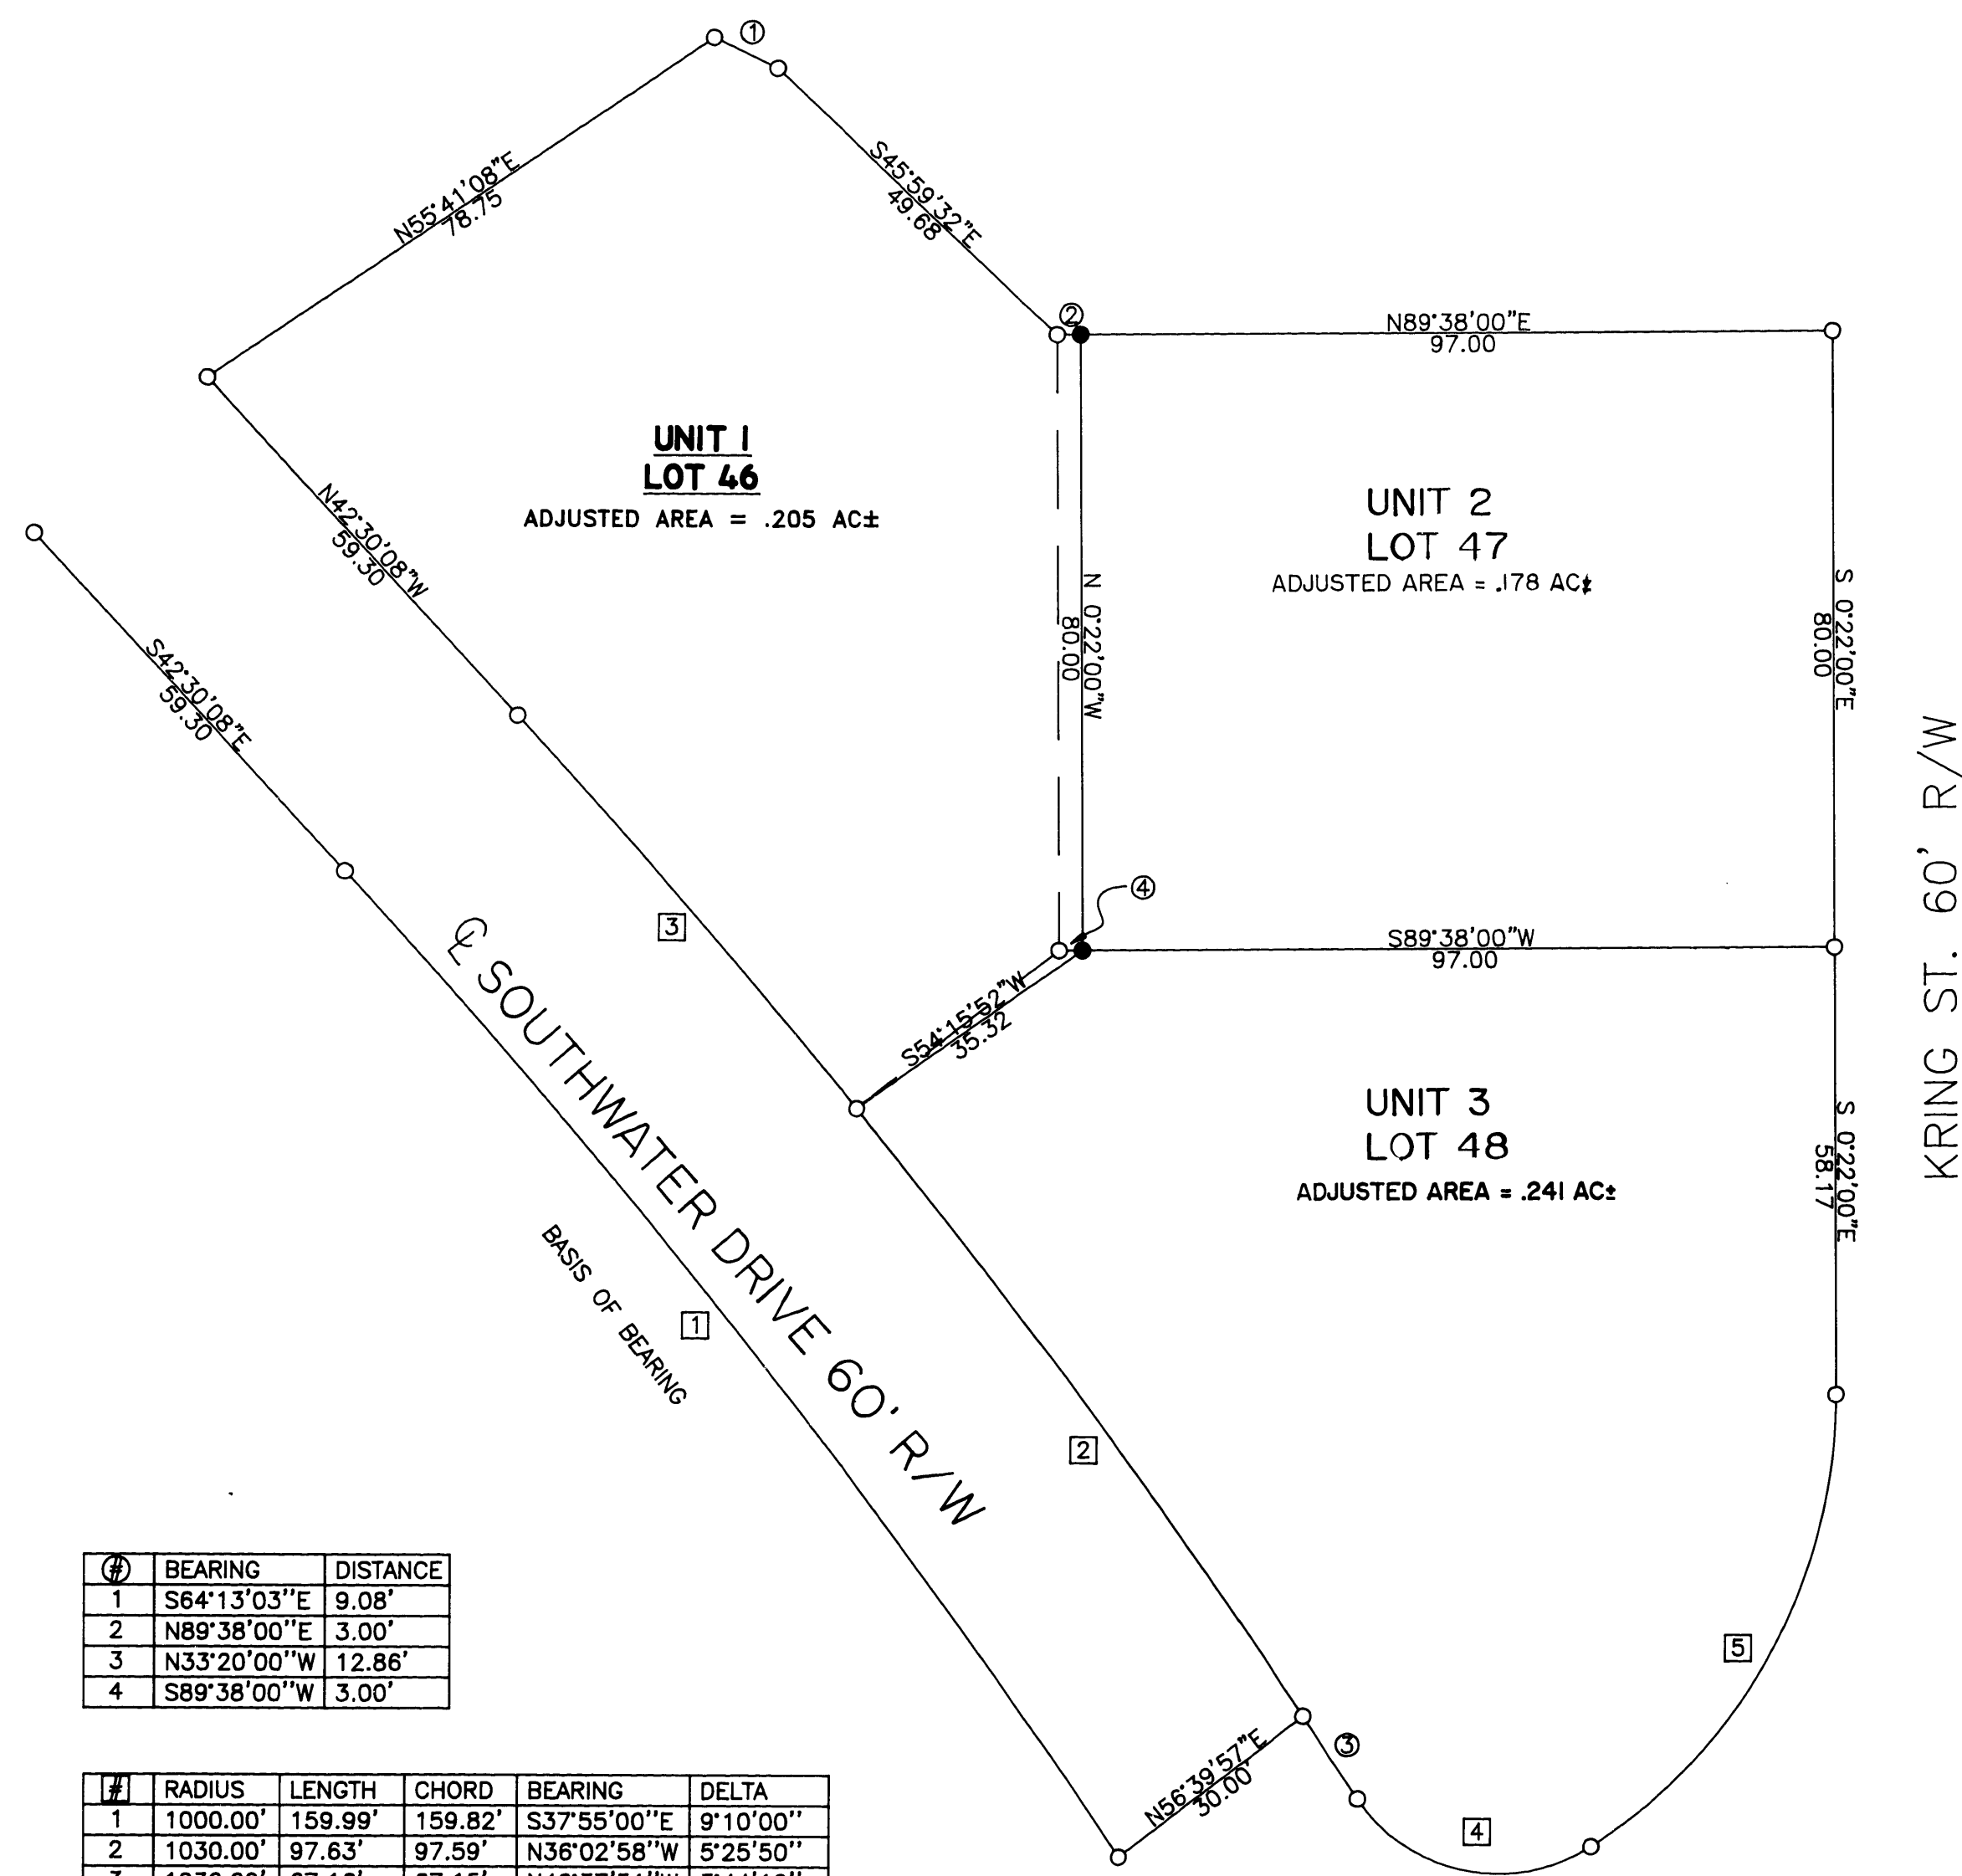 1
N55°41'08"E
78.75
S45°59'32"E
49.68
2
N89°38'00"E
97.00
UNIT 1
LOT 46
ADJUSTED AREA = .205 AC±
UNIT 2
LOT 47
ADJUSTED AREA = .178 AC±
N42°30'08"W
59.30
S42°30'08"E
59.30
N 0°22'00"W
80.00
S 0°22'00"E
80.00
KRING ST. 60' R/W
3
4
S89°38'00"W
97.00
S54°15'52"W
35.32
℄ SOUTHWATER DRIVE 60' R/W
UNIT 3
LOT 48
ADJUSTED AREA = .241 AC±
S 0°22'00"E
58.17
BASIS OF BEARING
1
2
5
3
4
N56°39'57"E
30.00'
# BEARING DISTANCE
1 S64°13'03"E 9.08'
2 N89°38'00"E 3.00'
3 N33°20'00"W 12.86'
4 S89°38'00"W 3.00'
# RADIUS LENGTH CHORD BEARING DELTA
1 1000.00' 159.99' 159.82' S37°55'00"E 9°10'00"
2 1030.00' 97.63' 97.59' N36°02'58"W 5°25'50"